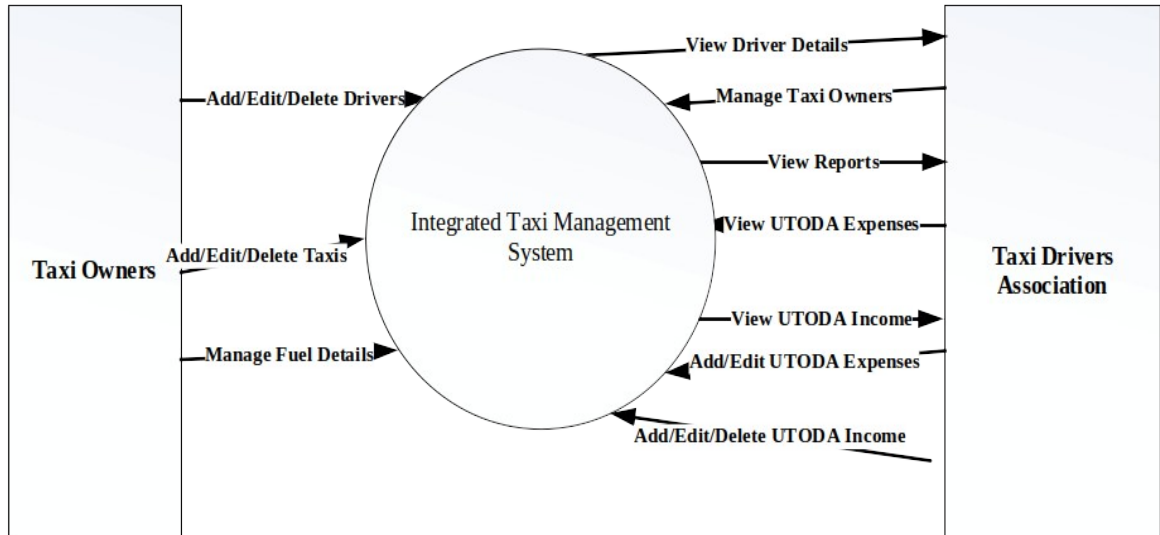 View Driver Details
Add/Edit/Delete Drivers
Manage Taxi Owners
View Reports
Integrated Taxi Management
System
View UTODA Expenses
Add/Edit/Delete Taxis
Taxi Owners
Taxi Drivers
Association
View UTODA Income
Manage Fuel Details
Add/Edit UTODA Expenses
Add/Edit/Delete UTODA Income